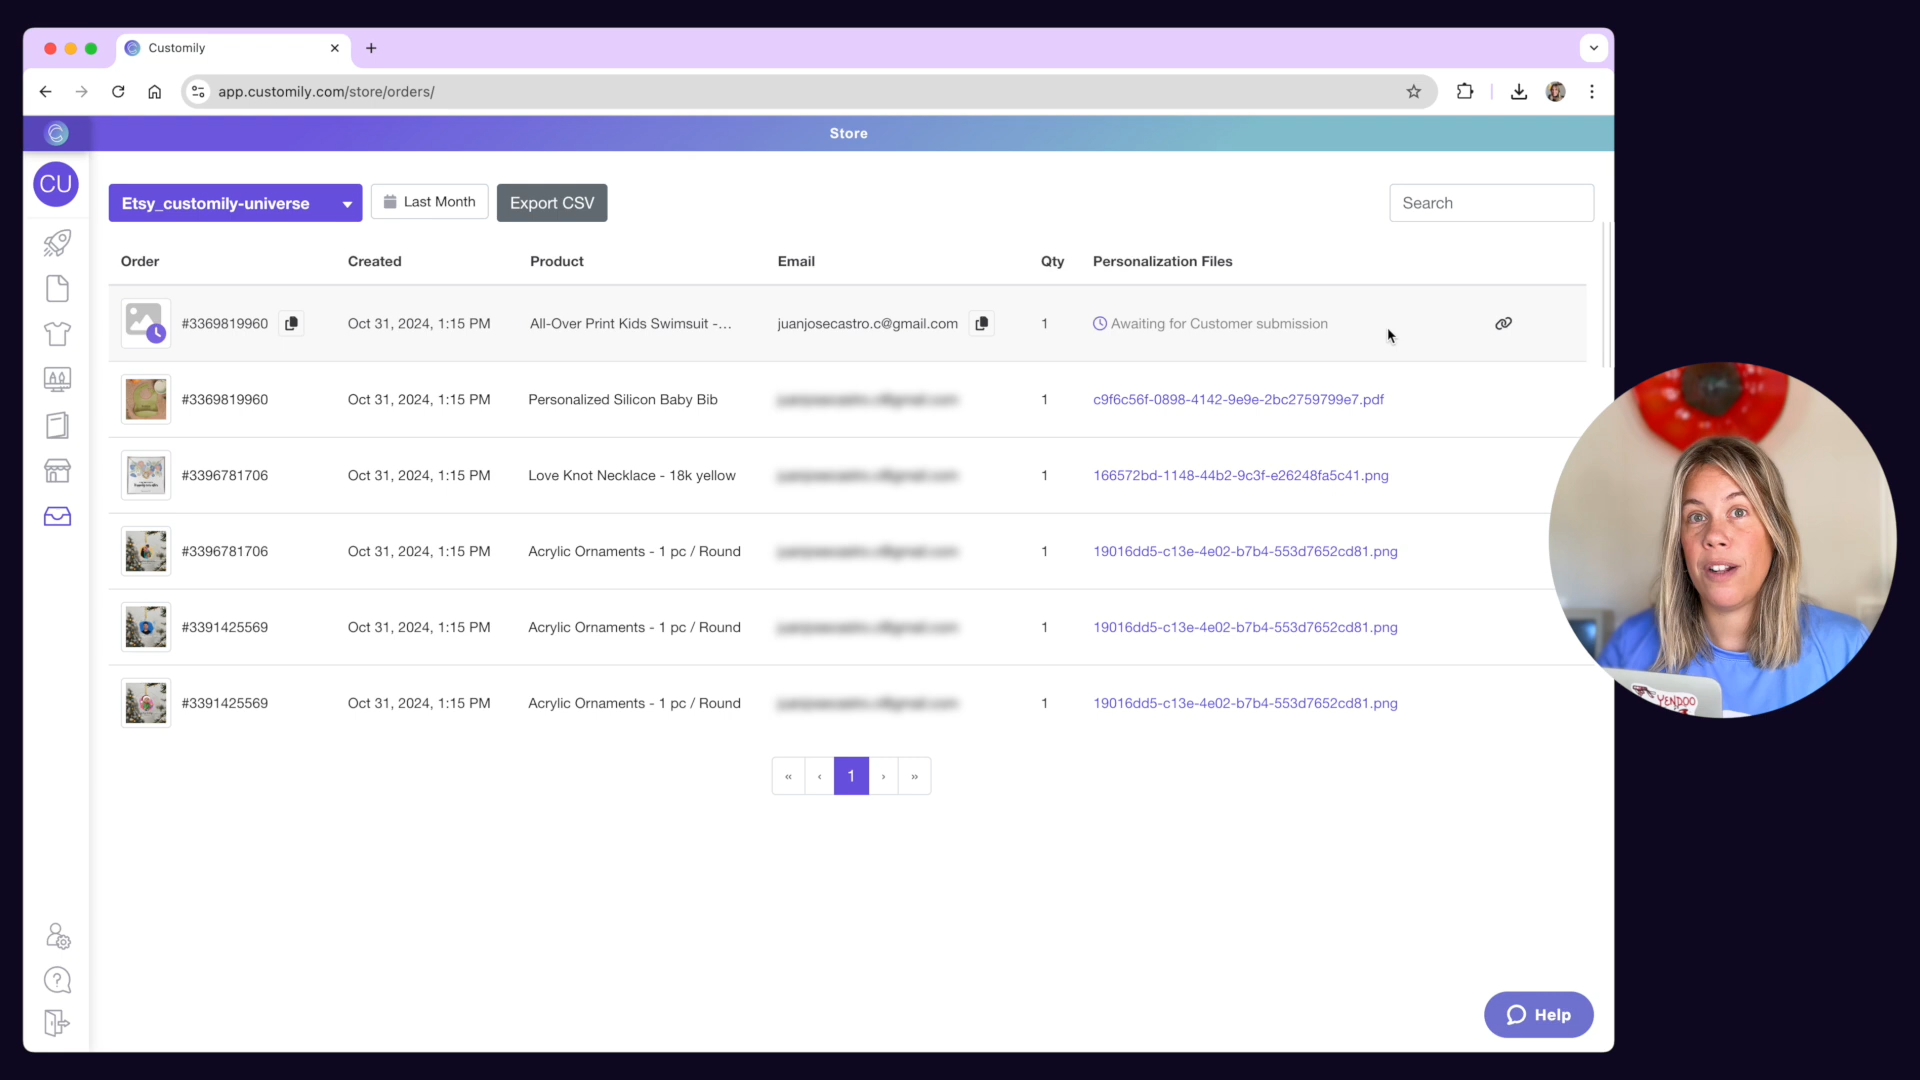 Customily
app.customily.com/store/orders/
Store
CU
Etsy_customily-universe
Last Month
Export CSV
Search
Order Created Product Email Qty Personalization Files
#3369819960 Oct 31, 2024, 1:15 PM All-Over Print Kids Swimsuit -... juanjosecastro.c@gmail.com 1 Awaiting for Customer submission
#3369819960 Oct 31, 2024, 1:15 PM Personalized Silicon Baby Bib 1 c9f6c56f-0898-4142-9e9e-2bc2759799e7.pdf
#3396781706 Oct 31, 2024, 1:15 PM Love Knot Necklace - 18k yellow 1 166572bd-1148-44b2-9c3f-e26248fa5c41.png
#3396781706 Oct 31, 2024, 1:15 PM Acrylic Ornaments - 1 pc / Round 1 19016dd5-c13e-4e02-b7b4-553d7652cd81.png
#3391425569 Oct 31, 2024, 1:15 PM Acrylic Ornaments - 1 pc / Round 1 19016dd5-c13e-4e02-b7b4-553d7652cd81.png
#3391425569 Oct 31, 2024, 1:15 PM Acrylic Ornaments - 1 pc / Round 1 19016dd5-c13e-4e02-b7b4-553d7652cd81.png
« ‹ 1 › »
YENDOO
Help